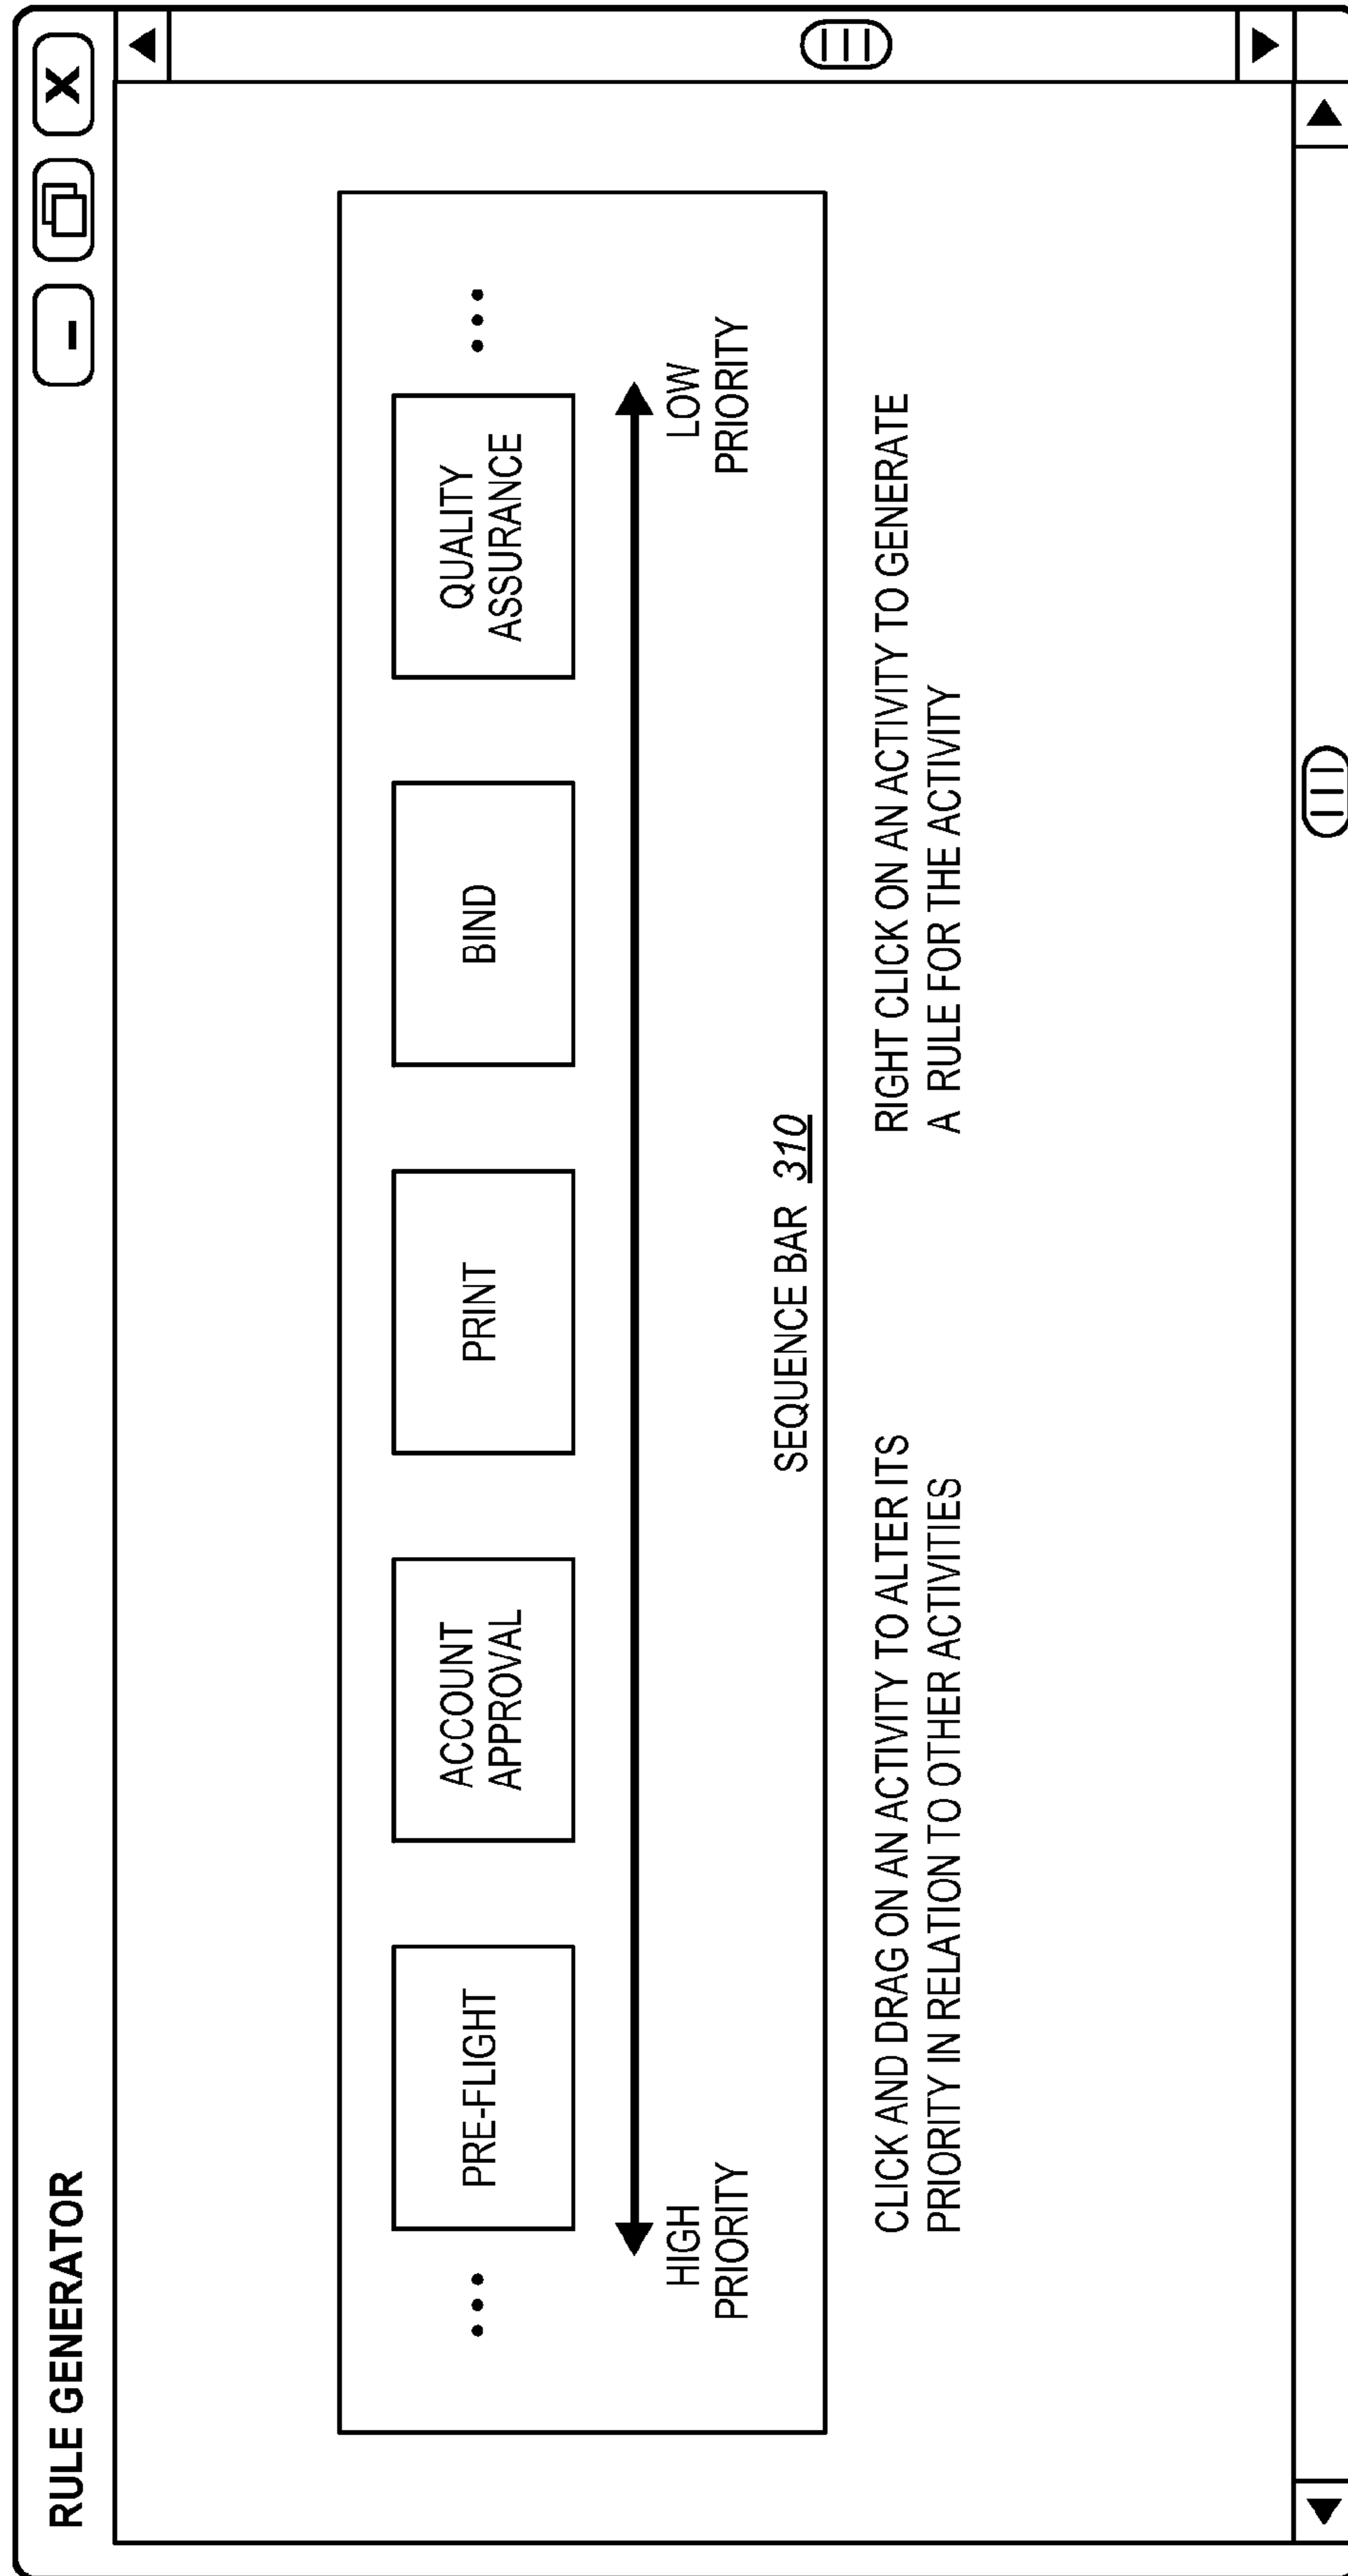 RULE GENERATOR
- X
... PRE-FLIGHT
ACCOUNT
APPROVAL
PRINT
BIND
QUALITY
ASSURANCE
...
HIGH
PRIORITY
LOW
PRIORITY
SEQUENCE BAR 310
CLICK AND DRAG ON AN ACTIVITY TO ALTER ITS
PRIORITY IN RELATION TO OTHER ACTIVITIES
RIGHT CLICK ON AN ACTIVITY TO GENERATE
A RULE FOR THE ACTIVITY